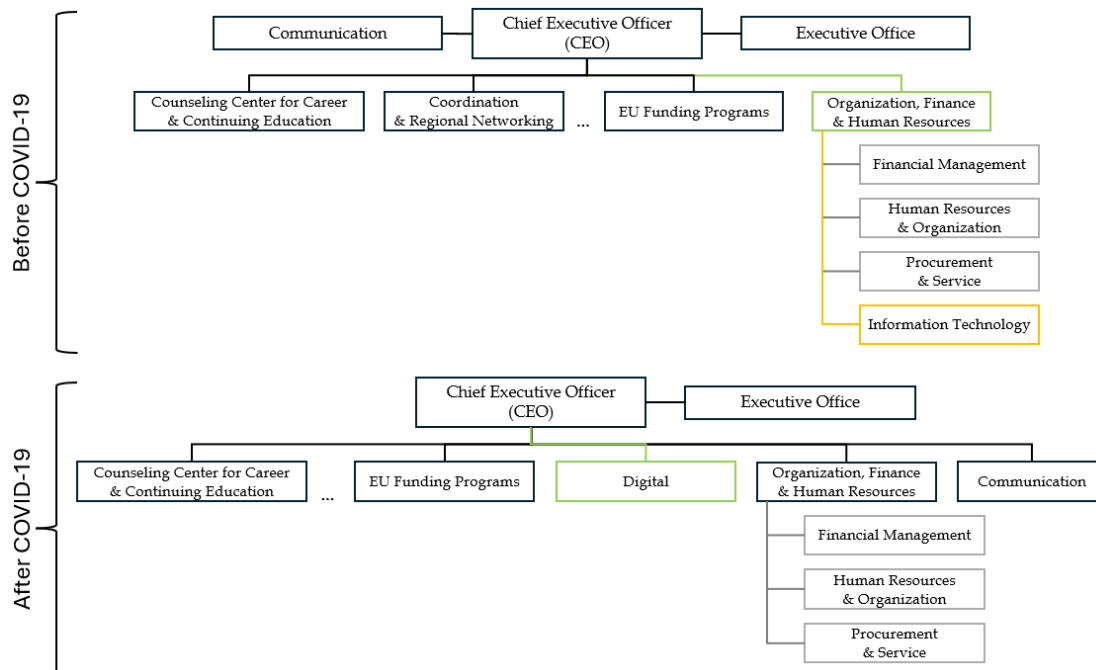 Before COVID-19
Communication
Chief Executive Officer
(CEO)
Executive Office
Counseling Center for Career
& Continuing Education
Coordination
& Regional Networking
...
EU Funding Programs
Organization, Finance
& Human Resources
Financial Management
Human Resources
& Organization
Procurement
& Service
Information Technology
After COVID-19
Chief Executive Officer
(CEO)
Executive Office
Counseling Center for Career
& Continuing Education
...
EU Funding Programs
Digital
Organization, Finance
& Human Resources
Communication
Financial Management
Human Resources
& Organization
Procurement
& Service